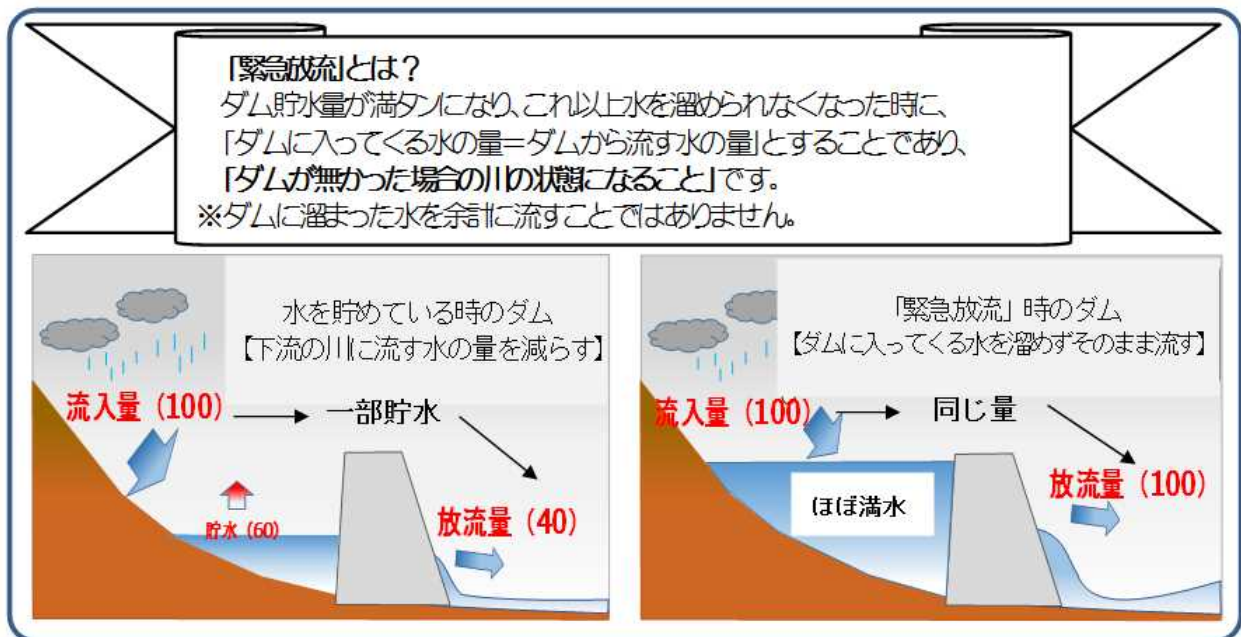 「緊急放流」とは？
ダム貯水量が満タンになり、これ以上水を溜められなくなった時に、
「ダムに入ってくる水の量＝ダムから流す水の量」とすることであり、
「ダムが無かった場合の川の状態になること」です。
※ダムに溜まった水を余計に流すことではありません。
水を貯めている時のダム
【下流の川に流す水の量を減らす】
流入量（100）
一部貯水
貯水（60）
放流量（40）
「緊急放流」時のダム
【ダムに入ってくる水を溜めずそのまま流す】
流入量（100）
同じ量
ほぼ満水
放流量（100）